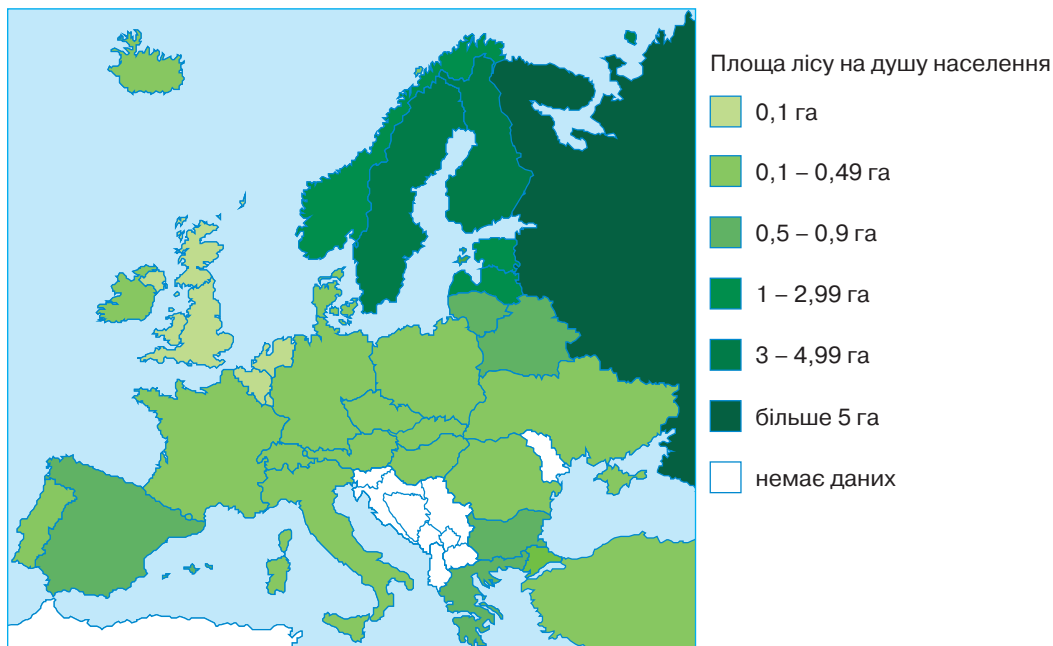 Площа лісу на душу населення
0,1 га
0,1 – 0,49 га
0,5 – 0,9 га
1 – 2,99 га
3 – 4,99 га
більше 5 га
немає даних